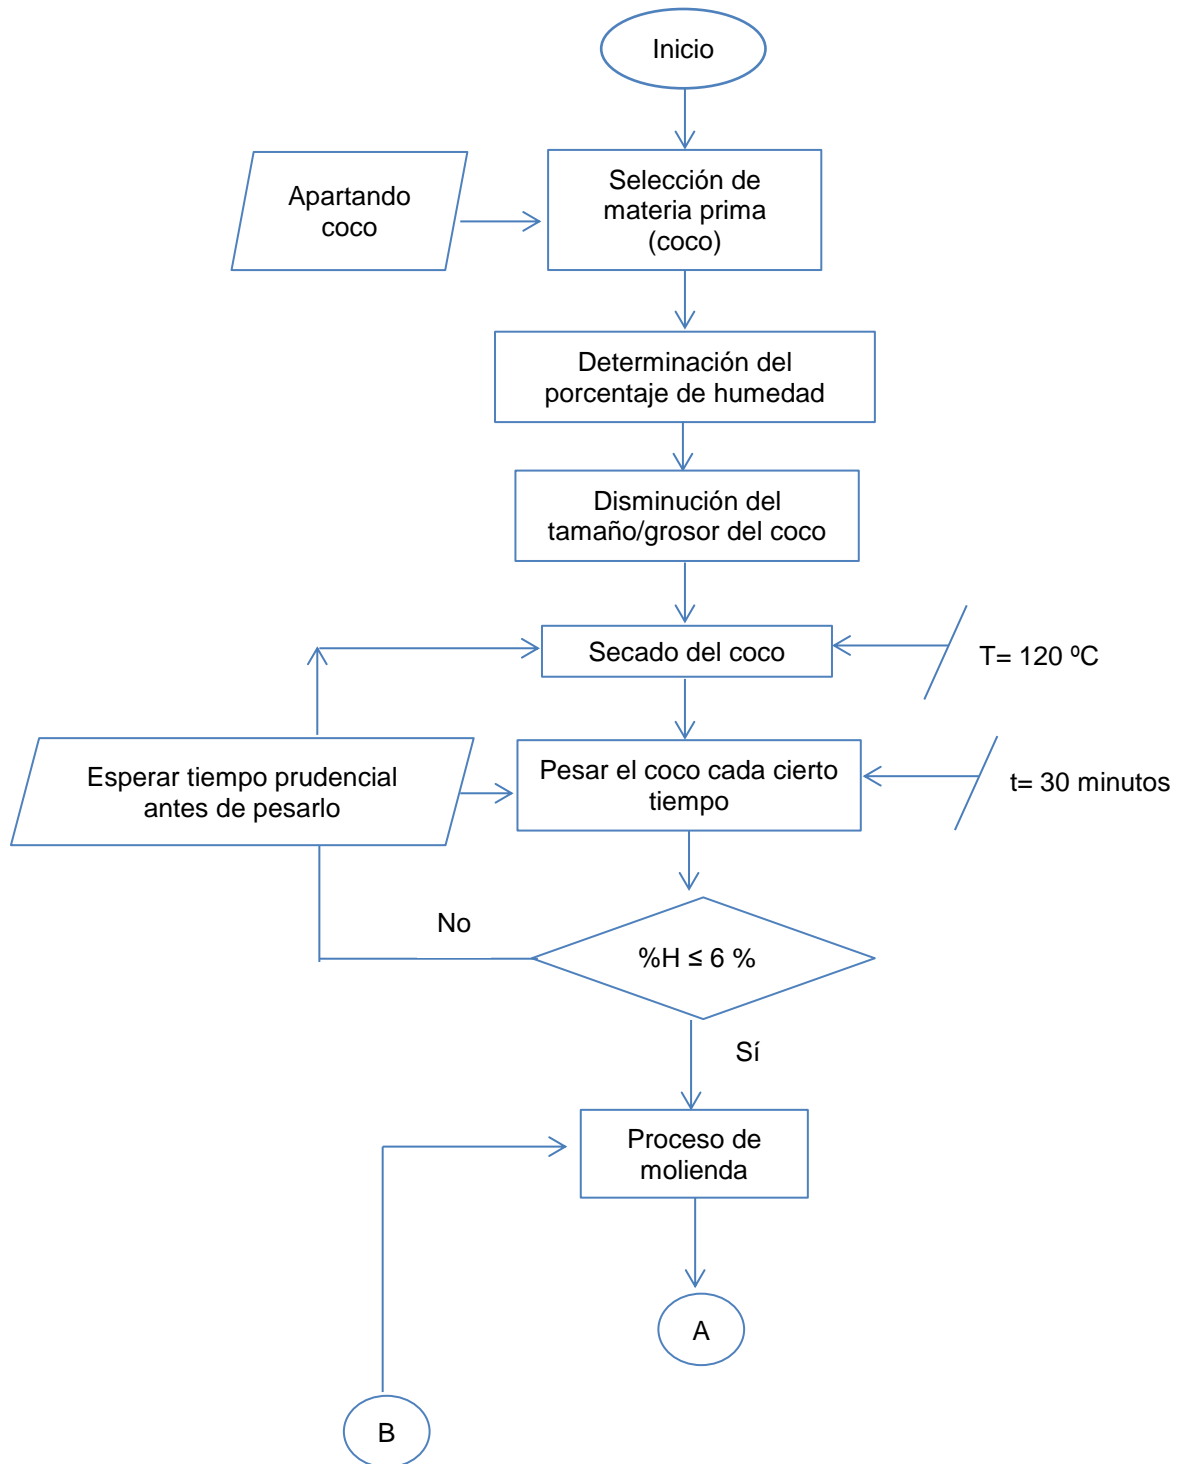 Inicio
Apartando
coco
Selección de
materia prima
(coco)
Determinación del
porcentaje de humedad
Disminución del
tamaño/grosor del coco
Secado del coco
T= 120 ºC
Esperar tiempo prudencial
antes de pesarlo
Pesar el coco cada cierto
tiempo
t= 30 minutos
No
%H ≤ 6 %
Sí
Proceso de
molienda
A
B